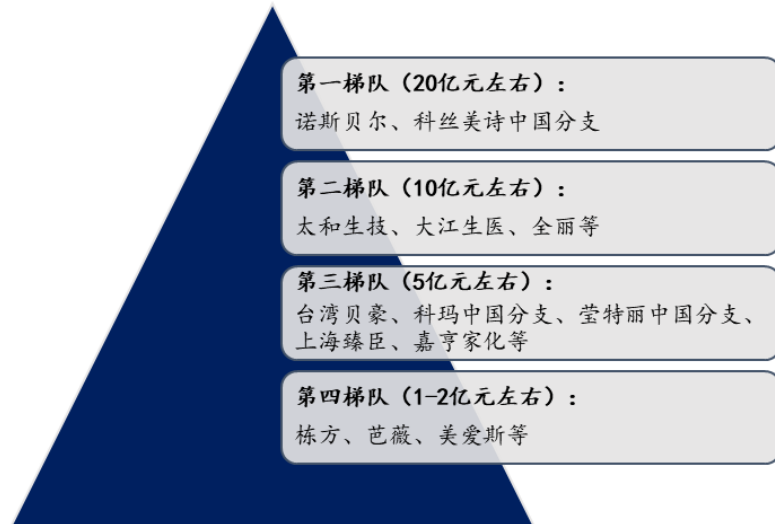 第一梯队（20亿元左右）：
诺斯贝尔、科丝美诗中国分支
第二梯队（10亿元左右）：
太和生技、大江生医、全丽等
第三梯队（5亿元左右）：
台湾贝豪、科玛中国分支、莹特丽中国分支、
上海臻臣、嘉亨家化等
第四梯队（1-2亿元左右）：
栋方、芭薇、美爱斯等